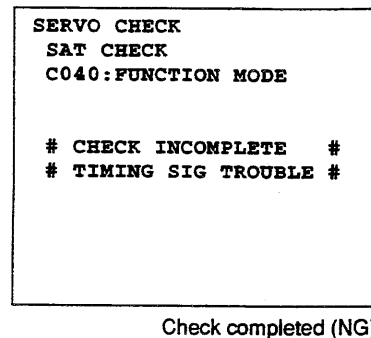 SERVO CHECK
SAT CHECK
C040:FUNCTION MODE
# CHECK INCOMPLETE #
# TIMING SIG TROUBLE #
Check completed (NG)